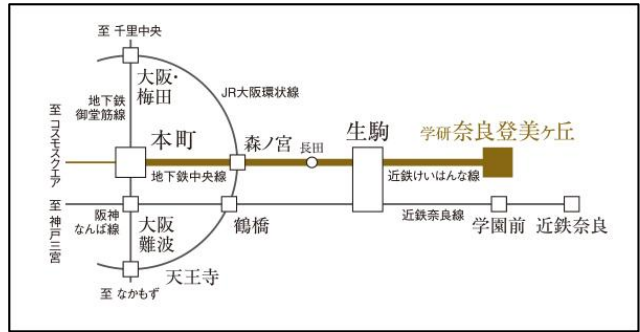 至 千里中央
大阪・
梅田
JR大阪環状線
地下鉄
御堂筋線
至 コスモスクエア
本町
森ノ宮
長田
生駒
学研 奈良登美ヶ丘
地下鉄中央線
近鉄けいはんな線
至 神戸三宮
阪神
なんば線
大阪
難波
鶴橋
近鉄奈良線
学園前
近鉄奈良
天王寺
至 なかもず